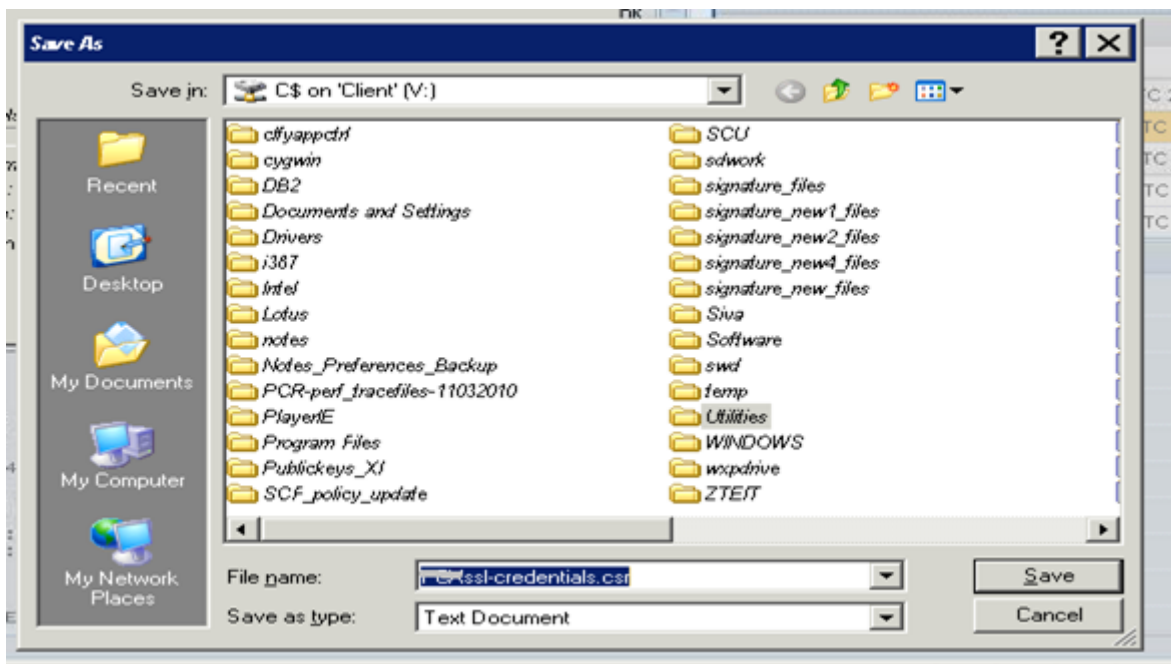 Save As
Save in:
C$ on 'Client' (V:)
Recent
Desktop
My Documents
My Computer
My Network
Places
cffyappctrl
cygwin
DB2
Documents and Settings
Drivers
i387
Intel
Lotus
notes
Notes_Preferences_Backup
PCR-perf_tracefiles-11032010
PlayerIE
Program Files
Publickeys_XI
SCF_policy_update
SCU
sdwork
signature_files
signature_new1_files
signature_new2_files
signature_new4_files
signature_new_files
Siva
Software
swd
temp
Utilities
WINDOWS
wxpdrive
ZTEIT
File name:
ssl-credentials.csr
Save
Save as type:
Text Document
Cancel